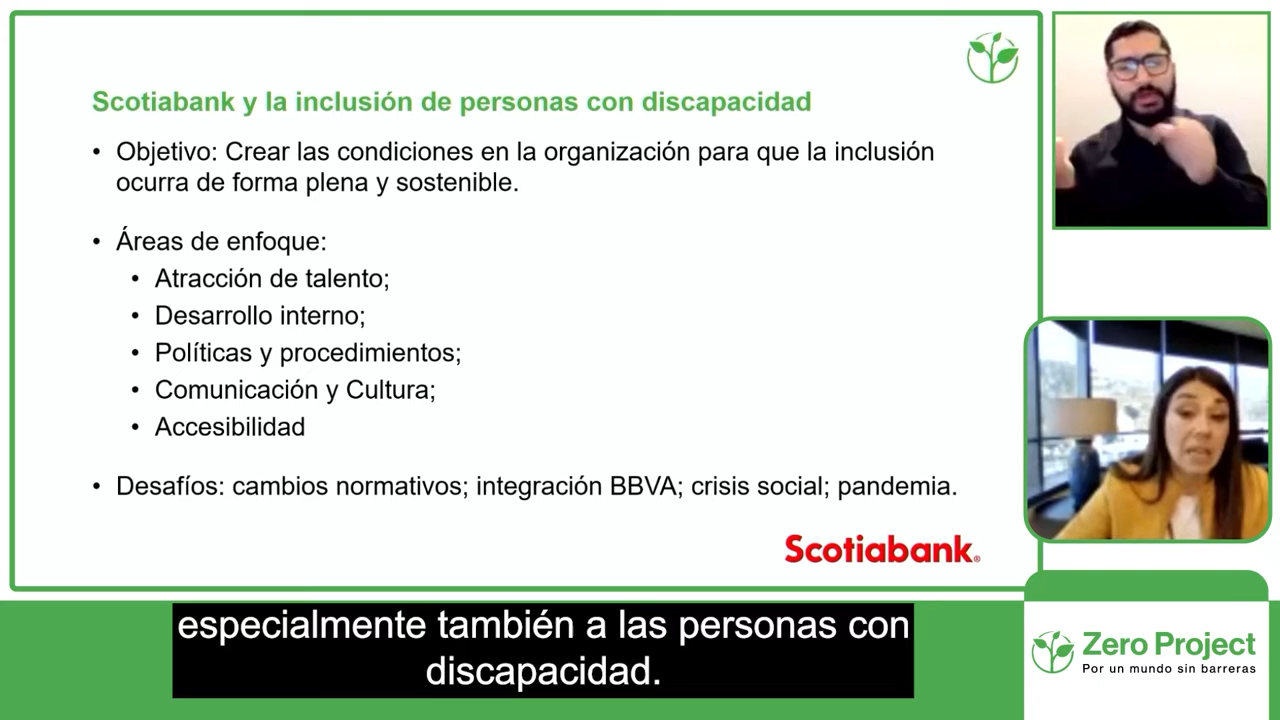 Scotiabank y la inclusión de personas con discapacidad
• Objetivo: Crear las condiciones en la organización para que la inclusión
ocurra de forma plena y sostenible.
• Áreas de enfoque:
• Atracción de talento;
• Desarrollo interno;
• Políticas y procedimientos;
• Comunicación y Cultura;
• Accesibilidad
• Desafíos: cambios normativos; integración BBVA; crisis social; pandemia.
Scotiabank®
especialmente también a las personas con
discapacidad.
Zero Project
Por un mundo sin barreras